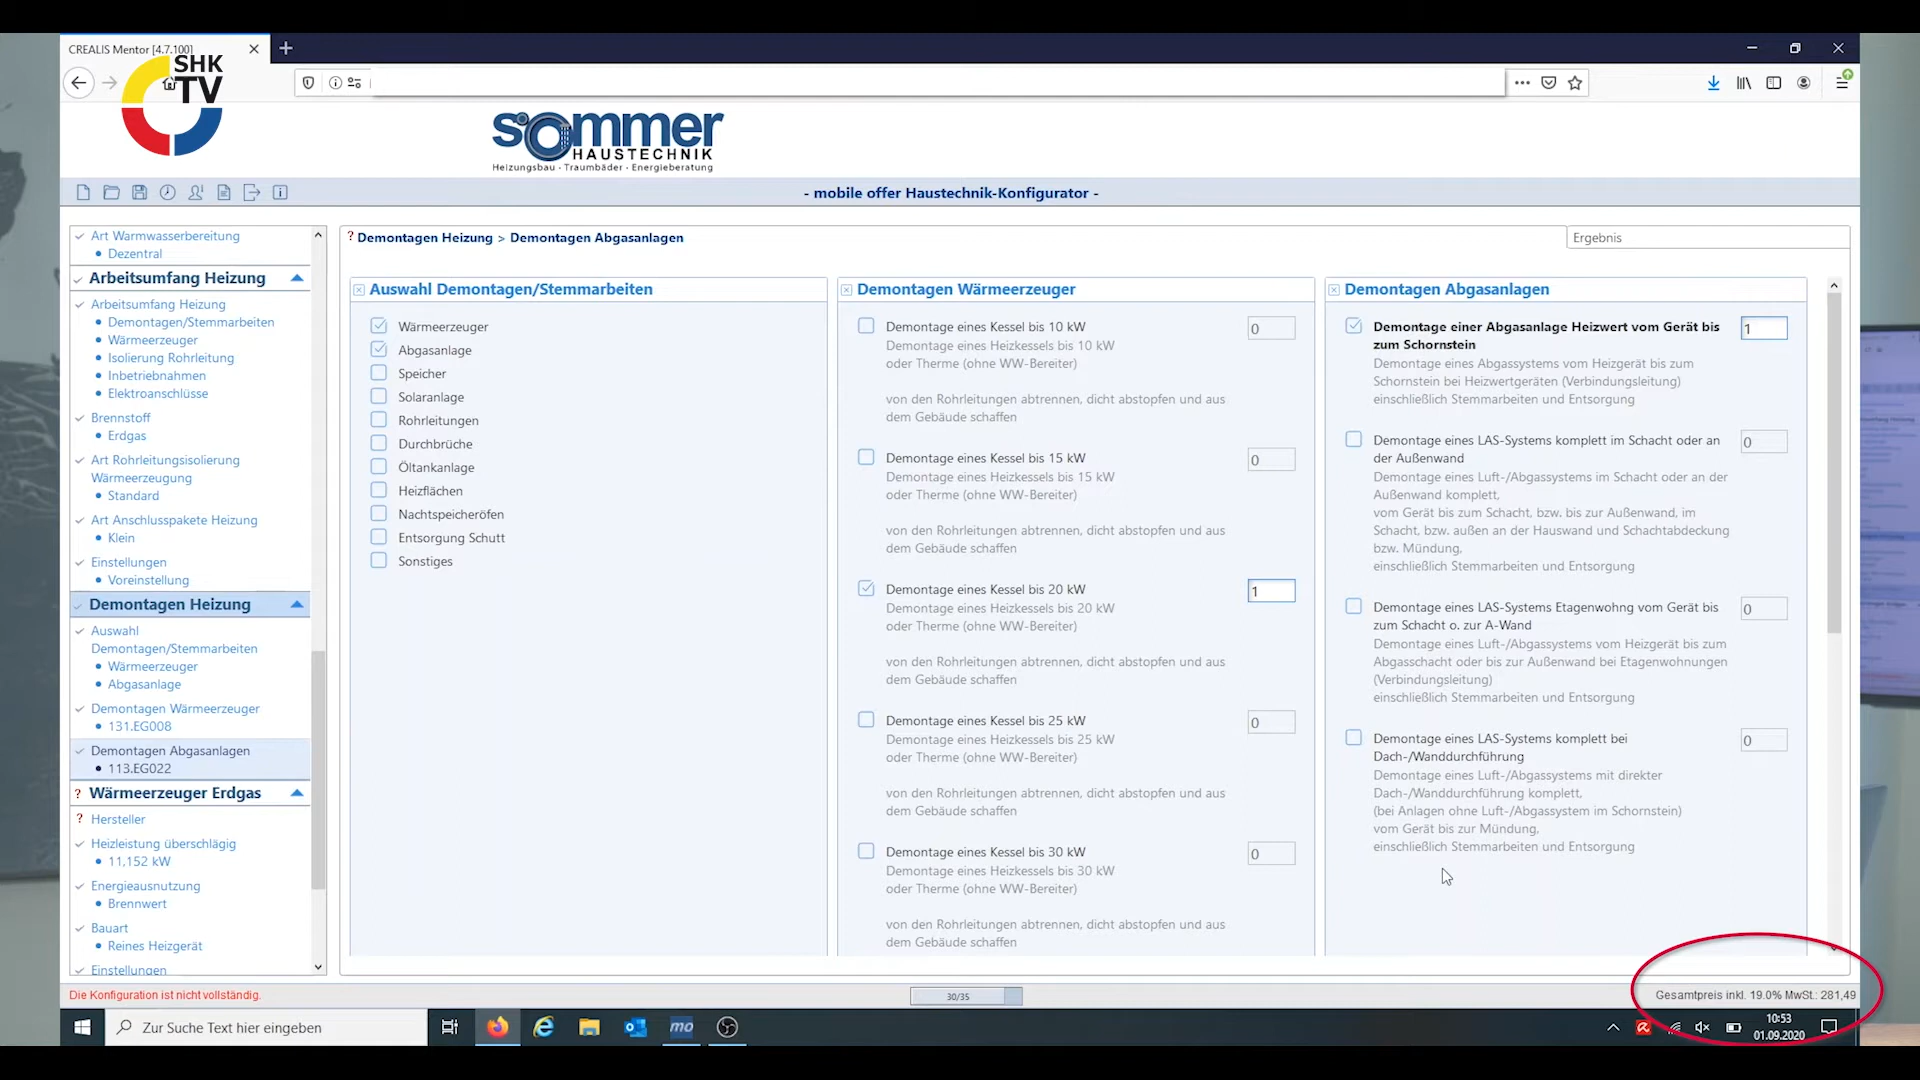 CREALIS Mentor [4.7.100]
SHK
TV
sommer
HAUSTECHNIK
Heizungsbau · Traumbäder · Energieberatung
- mobile offer Haustechnik-Konfigurator -
Art Warmwasserbereitung
Dezentral
Arbeitsumfang Heizung
Arbeitsumfang Heizung
Demontagen/Stemmarbeiten
Wärmeerzeuger
Isolierung Rohrleitung
Inbetriebnahmen
Elektroanschlüsse
Brennstoff
Erdgas
Art Rohrleitungsisolierung
Wärmeerzeugung
Standard
Art Anschlusspakete Heizung
Klein
Einstellungen
Voreinstellung
Demontagen Heizung
Auswahl
Demontagen/Stemmarbeiten
Wärmeerzeuger
Abgasanlage
Demontagen Wärmeerzeuger
131.EG008
Demontagen Abgasanlagen
113.EG022
? Wärmeerzeuger Erdgas
? Hersteller
Heizleistung überschlägig
11,152 kW
Energieausnutzung
Brennwert
Bauart
Reines Heizgerät
Einstellungen
? Demontagen Heizung > Demontagen Abgasanlagen
Ergebnis
Auswahl Demontagen/Stemmarbeiten
Wärmeerzeuger
Abgasanlage
Speicher
Solaranlage
Rohrleitungen
Durchbrüche
Öltankanlage
Heizflächen
Nachtspeicheröfen
Entsorgung Schutt
Sonstiges
Demontagen Wärmeerzeuger
Demontage eines Kessel bis 10 kW 0
Demontage eines Heizkessels bis 10 kW
oder Therme (ohne WW-Bereiter)
von den Rohrleitungen abtrennen, dicht abstopfen und aus
dem Gebäude schaffen
Demontage eines Kessel bis 15 kW 0
Demontage eines Heizkessels bis 15 kW
oder Therme (ohne WW-Bereiter)
von den Rohrleitungen abtrennen, dicht abstopfen und aus
dem Gebäude schaffen
Demontage eines Kessel bis 20 kW 1
Demontage eines Heizkessels bis 20 kW
oder Therme (ohne WW-Bereiter)
von den Rohrleitungen abtrennen, dicht abstopfen und aus
dem Gebäude schaffen
Demontage eines Kessel bis 25 kW 0
Demontage eines Heizkessels bis 25 kW
oder Therme (ohne WW-Bereiter)
von den Rohrleitungen abtrennen, dicht abstopfen und aus
dem Gebäude schaffen
Demontage eines Kessel bis 30 kW 0
Demontage eines Heizkessels bis 30 kW
oder Therme (ohne WW-Bereiter)
von den Rohrleitungen abtrennen, dicht abstopfen und aus
dem Gebäude schaffen
Demontagen Abgasanlagen
Demontage einer Abgasanlage Heizwert vom Gerät bis 1
zum Schornstein
Demontage eines Abgassystems vom Heizgerät bis zum
Schornstein bei Heizwertgeräten (Verbindungsleitung)
einschließlich Stemmarbeiten und Entsorgung
Demontage eines LAS-Systems komplett im Schacht oder an 0
der Außenwand
Demontage eines Luft-/Abgassystems im Schacht oder an der
Außenwand komplett,
vom Gerät bis zum Schacht, bzw. bis zur Außenwand, im
Schacht, bzw. außen an der Hauswand und Schachtabdeckung
bzw. Mündung,
einschließlich Stemmarbeiten und Entsorgung
Demontage eines LAS-Systems Etagenwohng vom Gerät bis 0
zum Schacht o. zur A-Wand
Demontage eines Luft-/Abgassystems vom Heizgerät bis zum
Abgasschacht oder bis zur Außenwand bei Etagenwohnungen
(Verbindungsleitung)
einschließlich Stemmarbeiten und Entsorgung
Demontage eines LAS-Systems komplett bei 0
Dach-/Wanddurchführung
Demontage eines Luft-/Abgassystems mit direkter
Dach-/Wanddurchführung komplett,
(bei Anlagen ohne Luft-/Abgassystem im Schornstein)
vom Gerät bis zur Mündung,
einschließlich Stemmarbeiten und Entsorgung
Die Konfiguration ist nicht vollständig.
30/35
Gesamtpreis inkl. 19.0% MwSt.: 281,49
Zur Suche Text hier eingeben
mo
10:53
01.09.2020